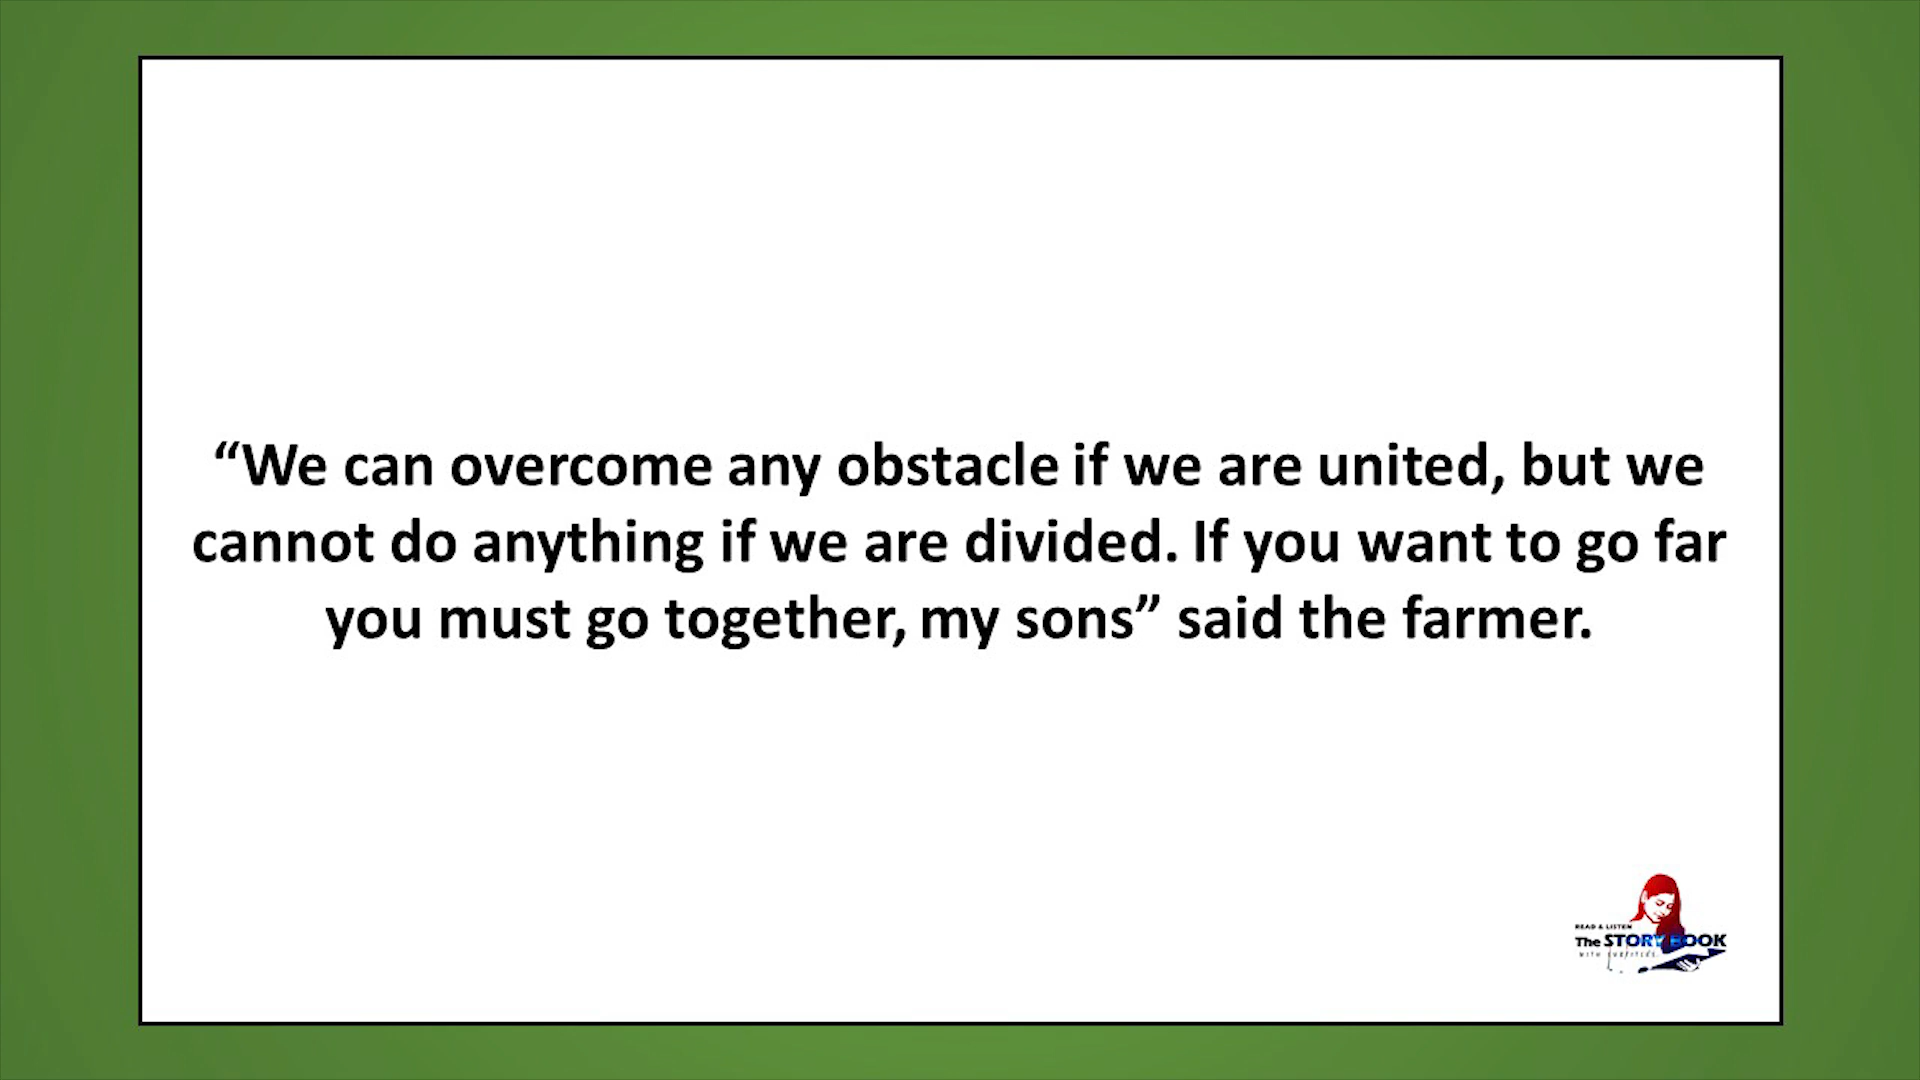 “We can overcome any obstacle if we are united, but we
cannot do anything if we are divided. If you want to go far
you must go together, my sons” said the farmer.
READ & LISTEN
The STORY BOOK
WITH SUBTITLES